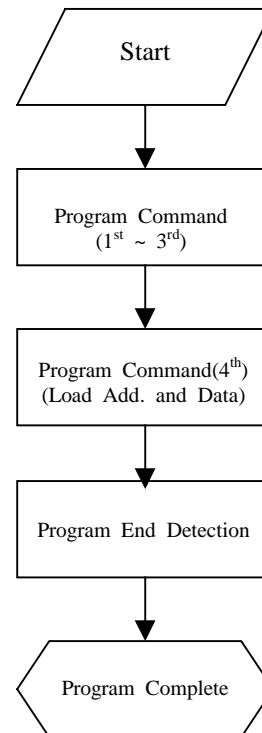 Start
Program Command
(1st ~ 3rd)
Program Command(4th)
(Load Add. and Data)
Program End Detection
Program Complete